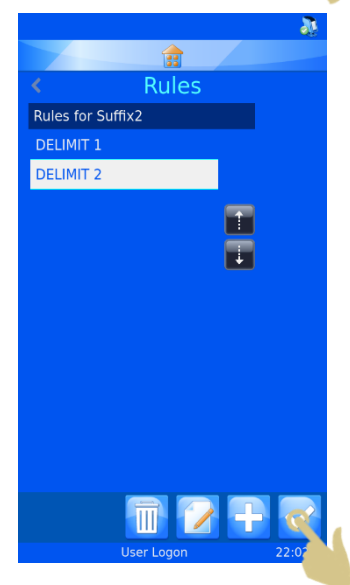 Rules
Rules for Suffix2
DELIMIT 1
DELIMIT 2
User Logon